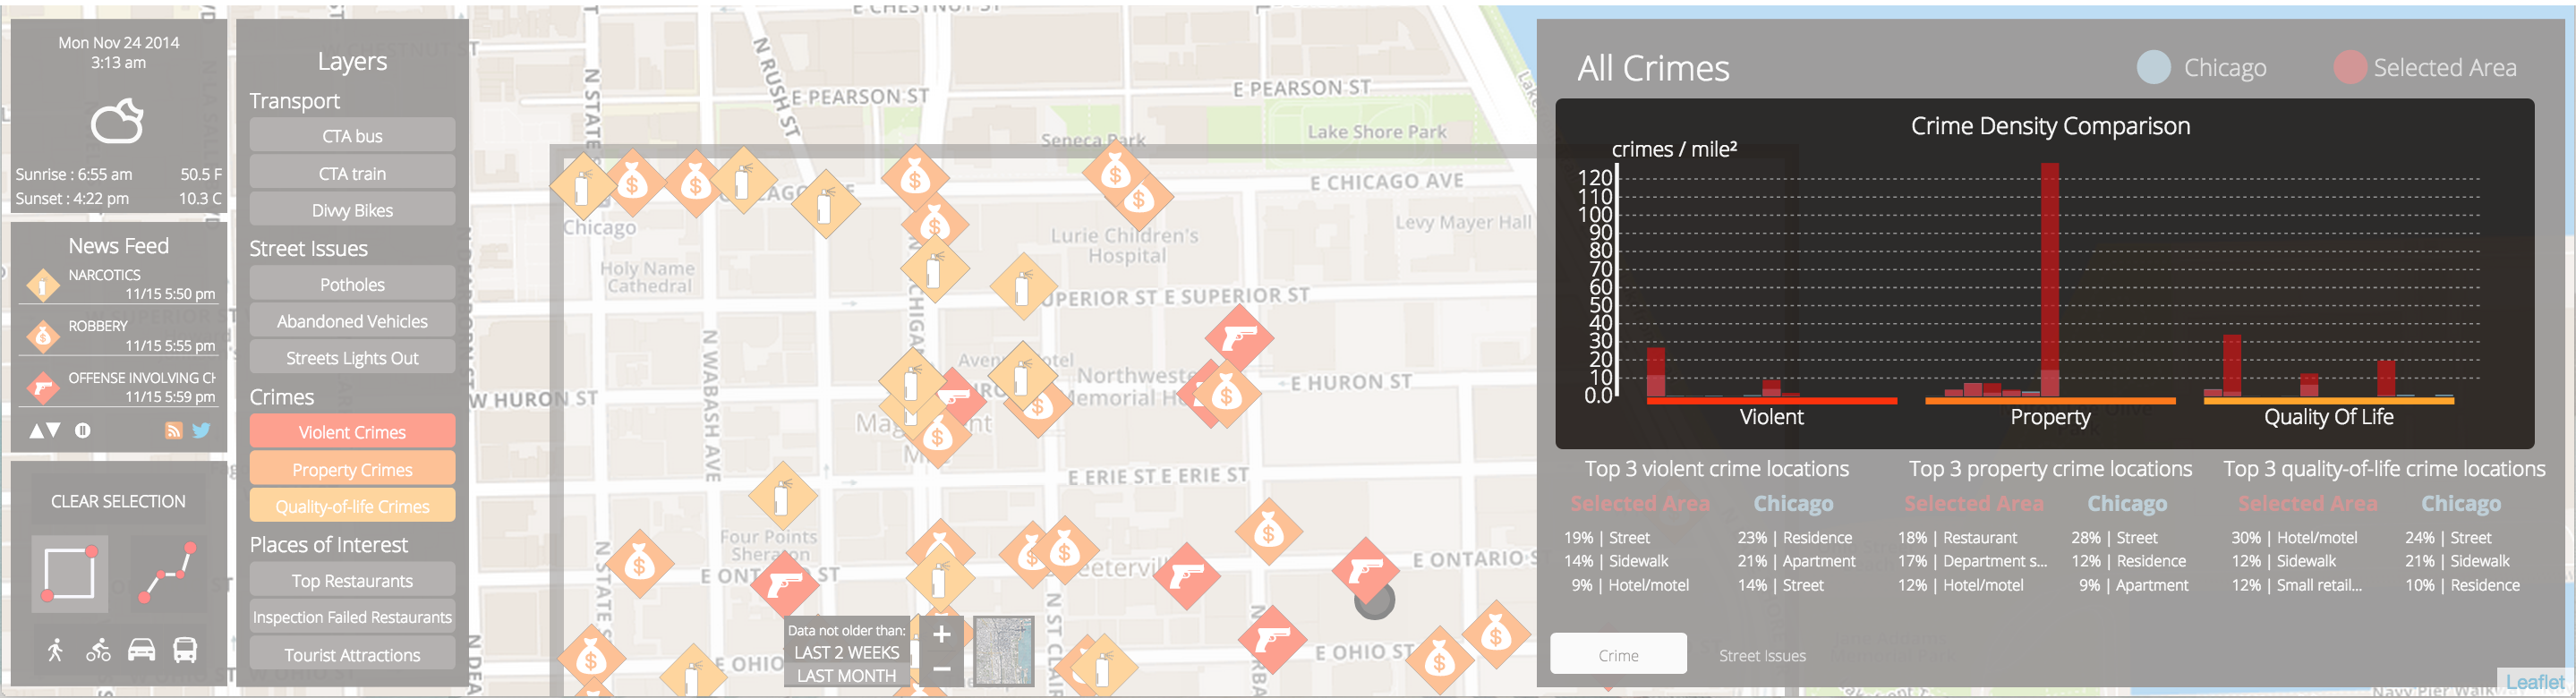 Mon Nov 24 2014
3:13 am
Sunrise : 6:55 am 50.5 F
Sunset : 4:22 pm 10.3 C
News Feed
NARCOTICS
11/15 5:50 pm
ROBBERY
11/15 5:55 pm
OFFENSE INVOLVING CH
11/15 5:59 pm
CLEAR SELECTION
Layers
Transport
CTA bus
CTA train
Divvy Bikes
Street Issues
Potholes
Abandoned Vehicles
Streets Lights Out
Crimes
Violent Crimes
Property Crimes
Quality-of-life Crimes
Places of Interest
Top Restaurants
Inspection Failed Restaurants
Tourist Attractions
E CHESTNUT ST
W CHESTNUT ST
N STATE S
N RUSH ST
E PEARSON ST
E PEARSON ST
Lake Shore Park
Seneca Park
E CHICAGO AVE
Chicago
Levy Mayer Hall
Lurie Children's
Hospital
Holy Name
Cathedral
UPERIOR ST E SUPERIOR ST
N WABASH AVE
W HURON ST
E HURON ST
E ERIE ST E ERIE ST
Four Points
Sheraton
E ONTARIO ST
E OHIO ST
N STATE S
N ST CLAIR
Data not older than:
LAST 2 WEEKS
LAST MONTH
+
−
All Crimes
Chicago
Selected Area
Crime Density Comparison
crimes / mile²
120
110
100
90
80
70
60
50
40
30
20
10
0.0
Violent
Property
Quality Of Life
Top 3 violent crime locations
Selected Area Chicago
19% | Street 23% | Residence
14% | Sidewalk 21% | Apartment
9% | Hotel/motel 14% | Street
Top 3 property crime locations
Selected Area Chicago
18% | Restaurant 28% | Street
17% | Department s... 12% | Residence
12% | Hotel/motel 9% | Apartment
Top 3 quality-of-life crime locations
Selected Area Chicago
30% | Hotel/motel 24% | Street
12% | Sidewalk 21% | Sidewalk
12% | Small retail... 10% | Residence
Crime
Street Issues
Leaflet